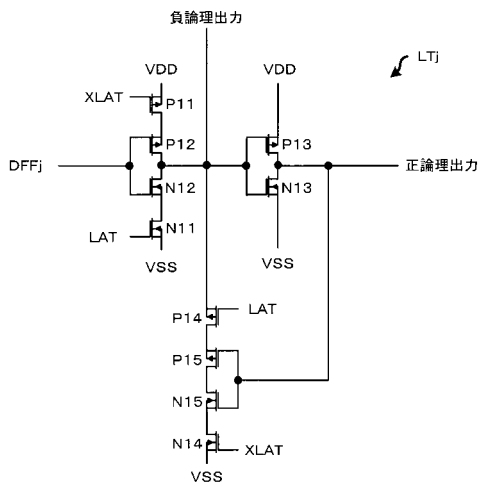 負論理出力
LTj
VDD
VDD
XLAT
P11
P12
P13
DFFj
正論理出力
N12
N13
LAT
N11
VSS
VSS
P14
LAT
P15
N15
N14
XLAT
VSS